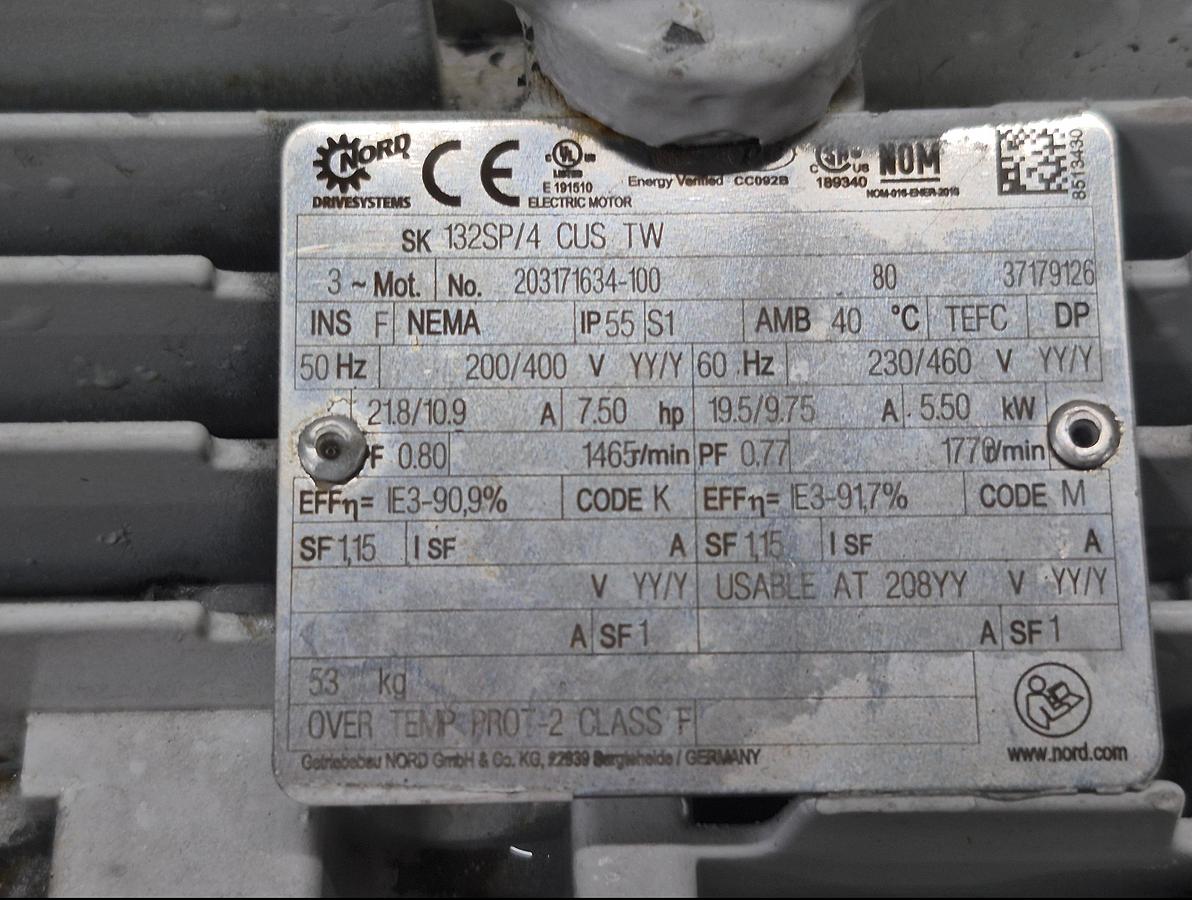 NORD CE UL NOM 8513430
DRIVESYSTEMS LISTED E 191510 ELECTRIC MOTOR Energy Verified CC092B C US 189340 NOM-016-ENER-2016
SK 132SP/4 CUS TW
3 ~ Mot. No. 203171634-100 80 37179126
INS F NEMA IP55 S1 AMB 40 °C TEFC DP
50 Hz 200/400 V YY/Y 60 Hz 230/460 V YY/Y
21.8/10.9 A 7.50 hp 19.5/9.75 A 5.50 kW
PF 0.80 1465r/min PF 0.77 r/min
EFFη= IE3-90,9% CODE K EFFη= IE3-91,7% CODE M
SF 1,15 I SF A SF 1,15 I SF A
V YY/Y USABLE AT 208YY V YY/Y
A SF 1 A SF 1
53 kg
OVER TEMP. PROT-2 CLASS F
Getriebebau NORD GmbH & Co. KG, Bargteheide / GERMANY
www.nord.com